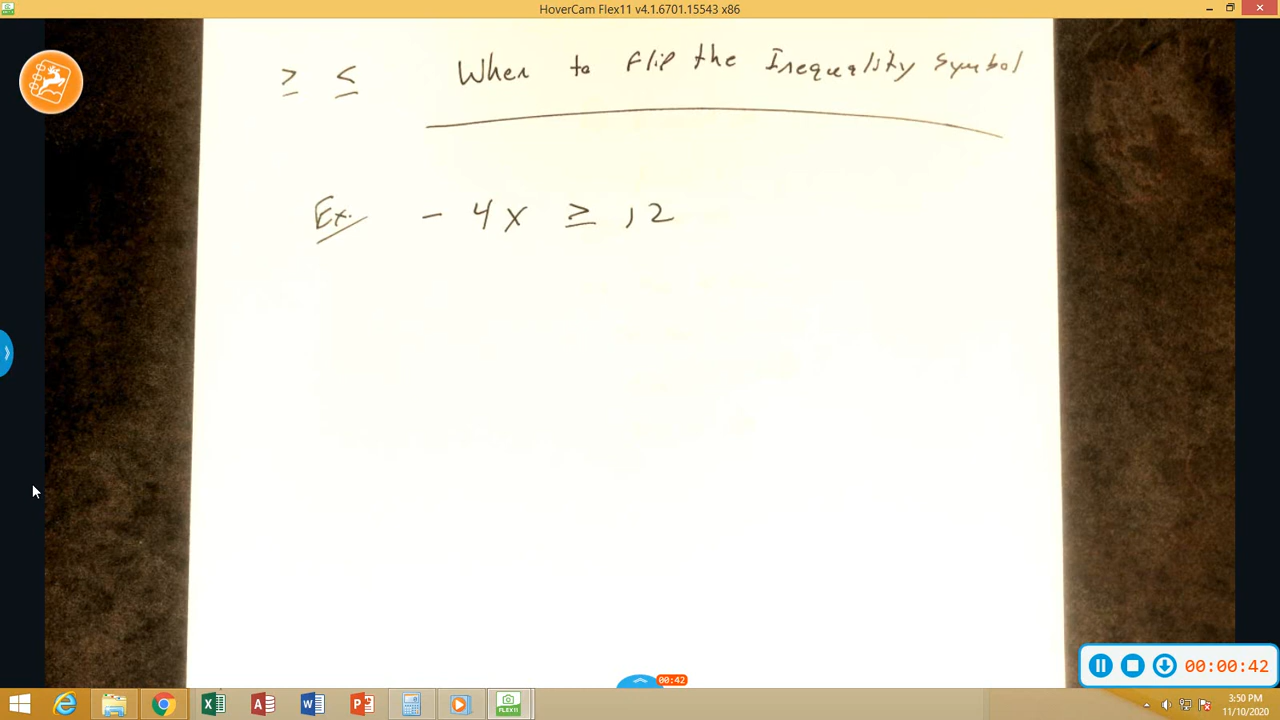 HoverCam Flex11 v4.1.6701.15543 x86
≥ ≤ When to Flip the Inequality Symbol
Ex. - 4x ≥ 12
00:00:42
00:42
FLEX11
3:50 PM
11/10/2020